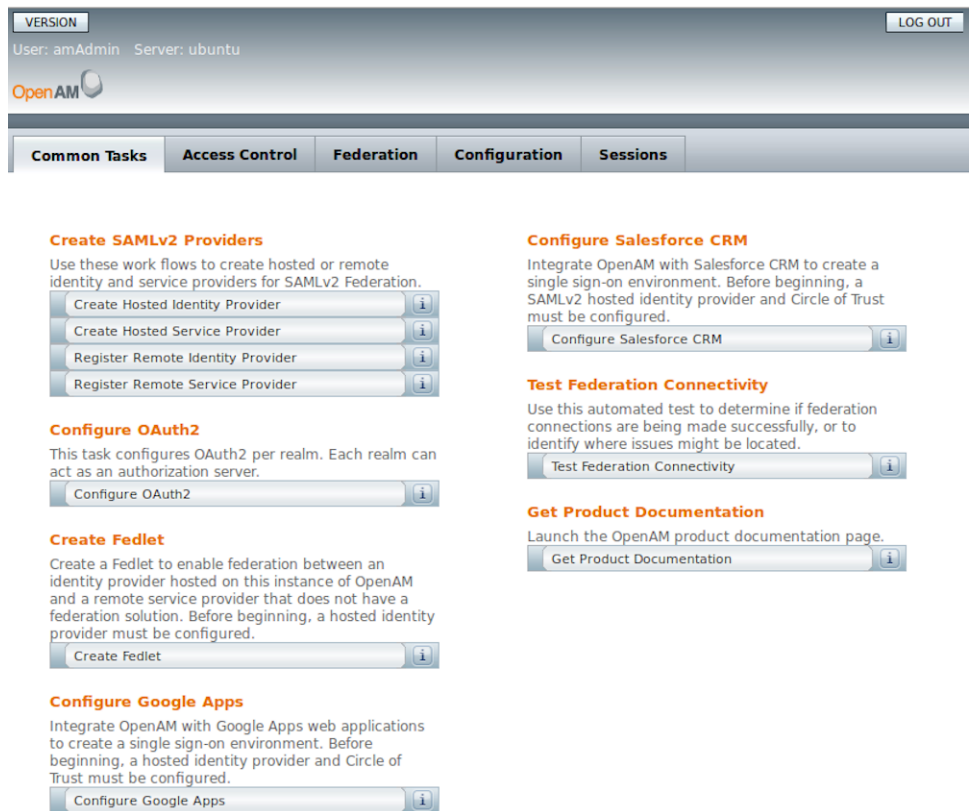 VERSION
LOG OUT
User: amAdmin Server: ubuntu
OpenAM
Common Tasks
Access Control
Federation
Configuration
Sessions
Create SAMLv2 Providers
Use these work flows to create hosted or remote
identity and service providers for SAMLv2 Federation.
Create Hosted Identity Provider
Create Hosted Service Provider
Register Remote Identity Provider
Register Remote Service Provider
Configure OAuth2
This task configures OAuth2 per realm. Each realm can
act as an authorization server.
Configure OAuth2
Create Fedlet
Create a Fedlet to enable federation between an
identity provider hosted on this instance of OpenAM
and a remote service provider that does not have a
federation solution. Before beginning, a hosted identity
provider must be configured.
Create Fedlet
Configure Google Apps
Integrate OpenAM with Google Apps web applications
to create a single sign-on environment. Before
beginning, a hosted identity provider and Circle of
Trust must be configured.
Configure Google Apps
Configure Salesforce CRM
Integrate OpenAM with Salesforce CRM to create a
single sign-on environment. Before beginning, a
SAMLv2 hosted identity provider and Circle of Trust
must be configured.
Configure Salesforce CRM
Test Federation Connectivity
Use this automated test to determine if federation
connections are being made successfully, or to
identify where issues might be located.
Test Federation Connectivity
Get Product Documentation
Launch the OpenAM product documentation page.
Get Product Documentation